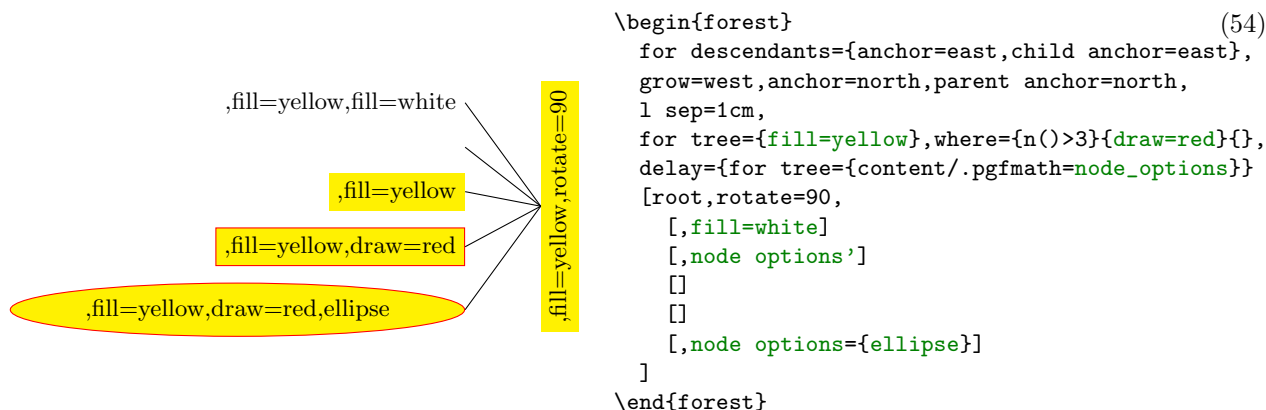 ,fill=yellow,fill=white
,fill=yellow
,fill=yellow,draw=red
,fill=yellow,draw=red,ellipse
,fill=yellow,rotate=90
\begin{forest}
(54)
for descendants={anchor=east,child anchor=east},
grow=west,anchor=north,parent anchor=north,
l sep=1cm,
for tree={fill=yellow},where={n()>3}{draw=red}{},
delay={for tree={content/.pgfmath=node_options}}
[root,rotate=90,
[,fill=white]
[,node options']
[]
[]
[,node options={ellipse}]
]
\end{forest}